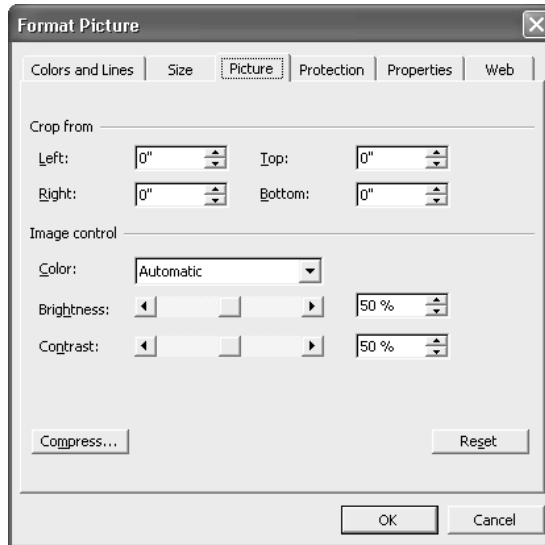 Format Picture
Colors and Lines Size Picture Protection Properties Web
Crop from
Left: 0" Top: 0"
Right: 0" Bottom: 0"
Image control
Color: Automatic
Brightness: 50 %
Contrast: 50 %
Compress... Reset
OK Cancel